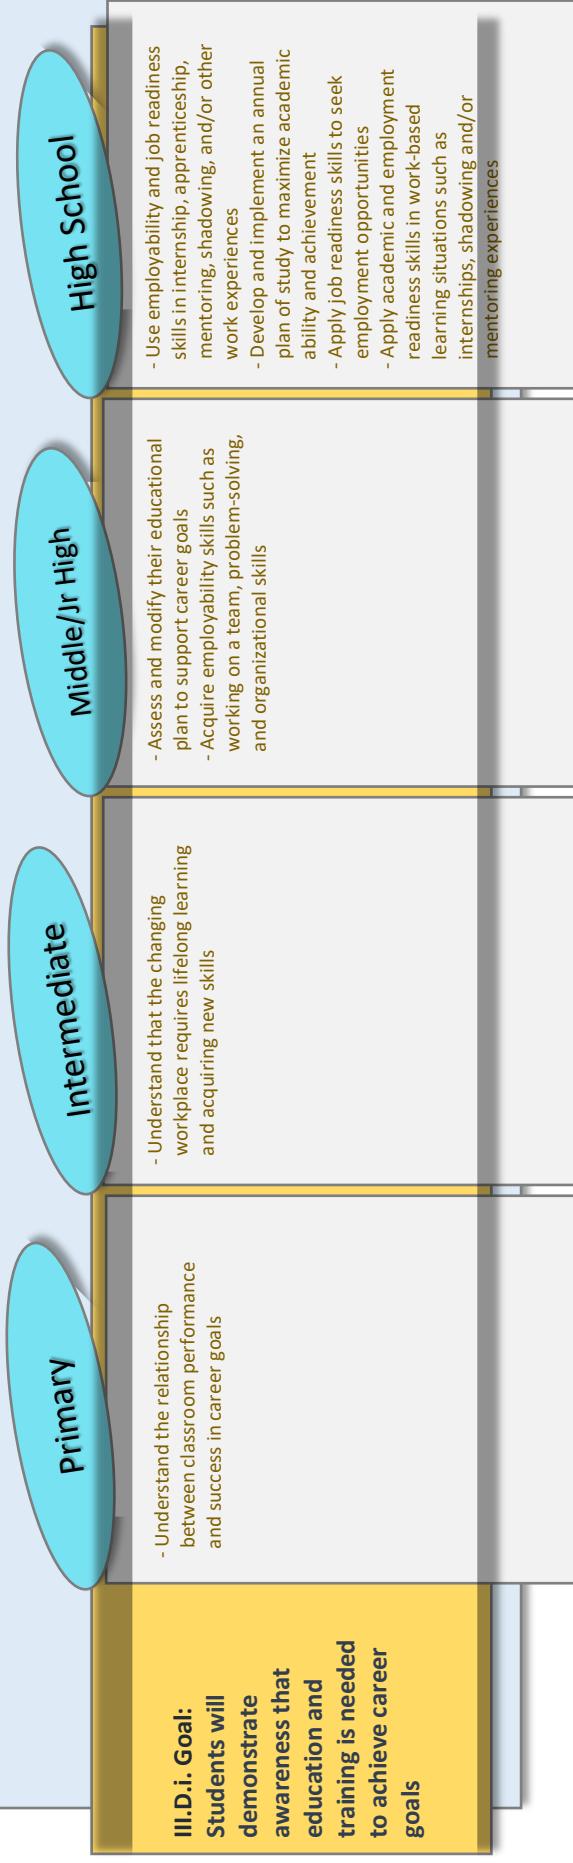 Primary
Intermediate
Middle/Jr High
High School
III.D.i. Goal:
Students will
demonstrate
awareness that
education and
training is needed
to achieve career
goals
- Understand the relationship
between classroom performance
and success in career goals
- Understand that the changing
workplace requires lifelong learning
and acquiring new skills
- Assess and modify their educational
plan to support career goals
- Acquire employability skills such as
working on a team, problem-solving,
and organizational skills
- Use employability and job readiness
skills in internship, apprenticeship,
mentoring, shadowing, and/or other
work experiences
- Develop and implement an annual
plan of study to maximize academic
ability and achievement
- Apply job readiness skills to seek
employment opportunities
- Apply academic and employment
readiness skills in work-based
learning situations such as
internships, shadowing and/or
mentoring experiences